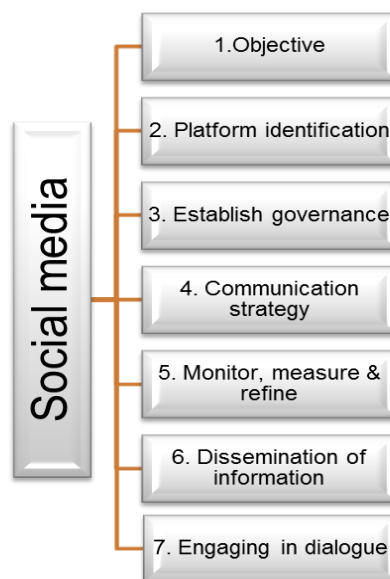 Social media
1.Objective
2. Platform identification
3. Establish governance
4. Communication
strategy
5. Monitor, measure &
refine
6. Dissemination of
information
7. Engaging in dialogue